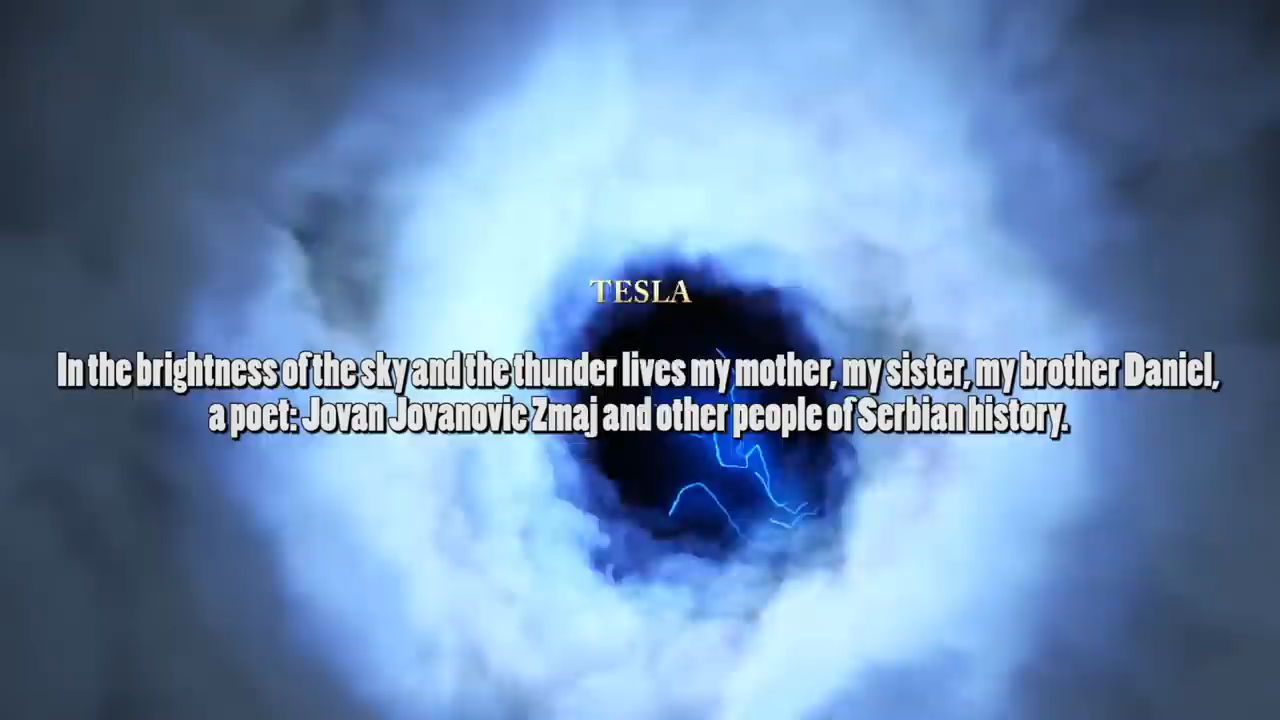 TESLA
In the brightness of the sky and the thunder lives my mother, my sister, my brother Daniel,
a poet: Jovan Jovanovic Zmaj and other people of Serbian history.